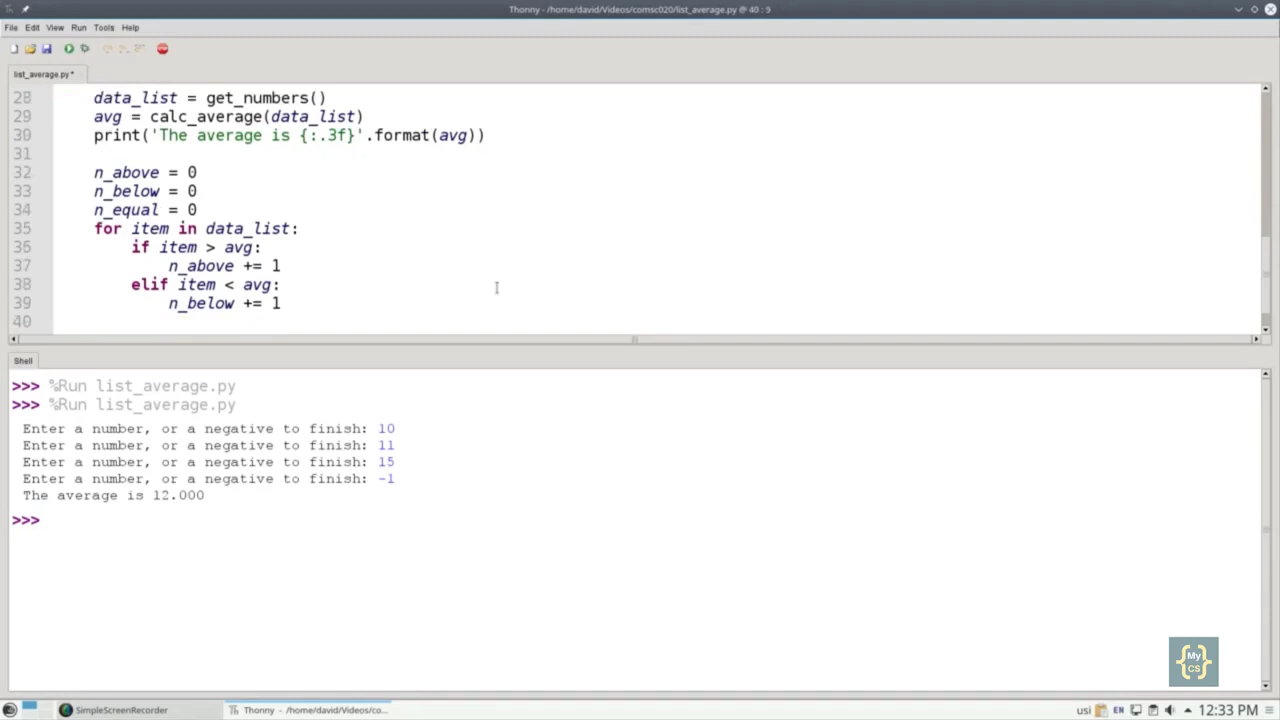 Thonny - /home/david/Videos/comsc020/list_average.py @ 40 : 9
File Edit View Run Tools Help
list_average.py *
28 data_list = get_numbers()
29 avg = calc_average(data_list)
30 print('The average is {:.3f}'.format(avg))
31
32 n_above = 0
33 n_below = 0
34 n_equal = 0
35 for item in data_list:
36 if item > avg:
37 n_above += 1
38 elif item < avg:
39 n_below += 1
40
Shell
>>> %Run list_average.py
>>> %Run list_average.py
Enter a number, or a negative to finish: 10
Enter a number, or a negative to finish: 11
Enter a number, or a negative to finish: 15
Enter a number, or a negative to finish: -1
The average is 12.000
>>>
{My CS}
SimpleScreenRecorder Thonny - /home/david/Videos/co... usi EN 12:33 PM